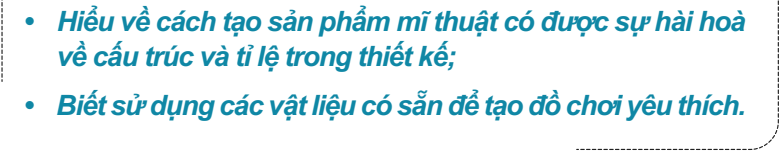 • Hiểu về cách tạo sản phẩm mĩ thuật có được sự hài hoà
về cấu trúc và tỉ lệ trong thiết kế;
• Biết sử dụng các vật liệu có sẵn để tạo đồ chơi yêu thích.